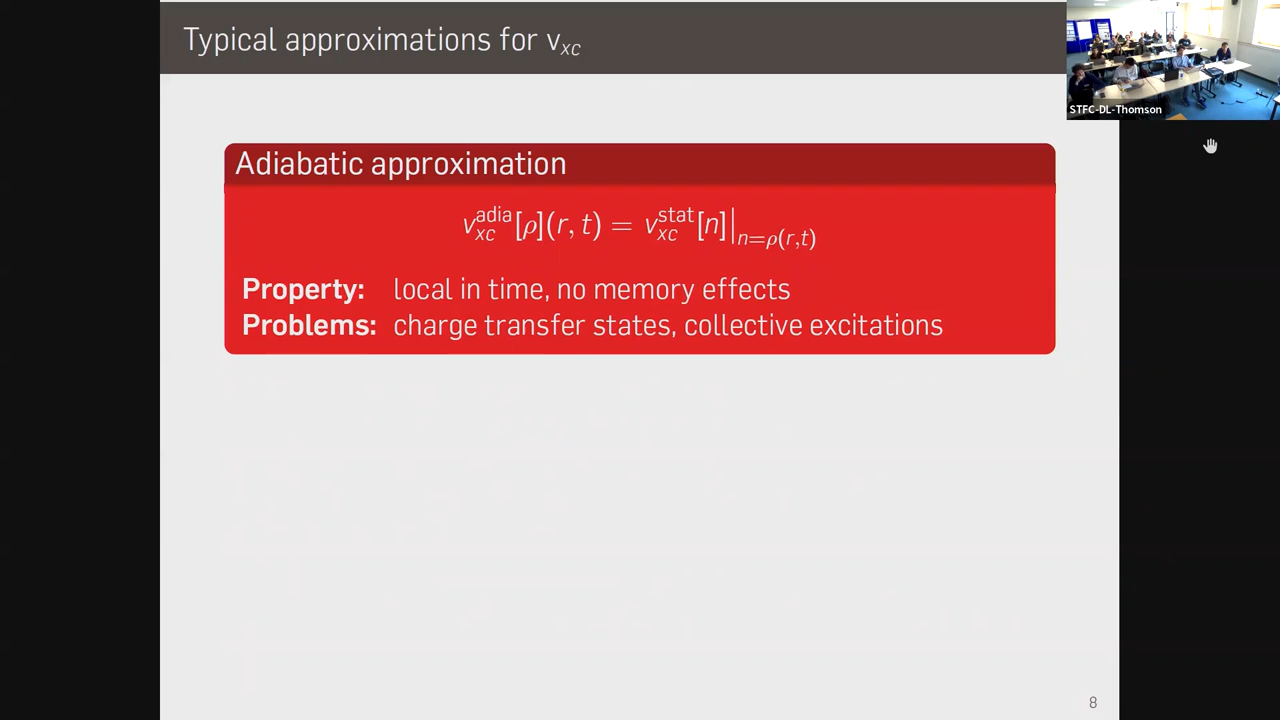 Typical approximations for v_xc
STFC-DL-Thomson
Adiabatic approximation
v_xc^adia[ρ](r, t) = v_xc^stat[n]|_n=ρ(r,t)
Property: local in time, no memory effects
Problems: charge transfer states, collective excitations
8